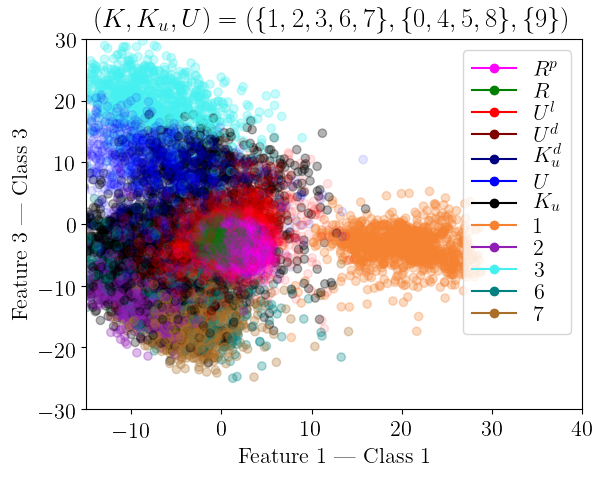 (K, K_u, U) = ({1, 2, 3, 6, 7}, {0, 4, 5, 8}, {9})
30
20
10
0
−10
−20
−30
Feature 3 — Class 3
R^p
R
U^l
U^d
K_u^d
U
K_u
1
2
3
6
7
−10
0
10
20
30
40
Feature 1 — Class 1